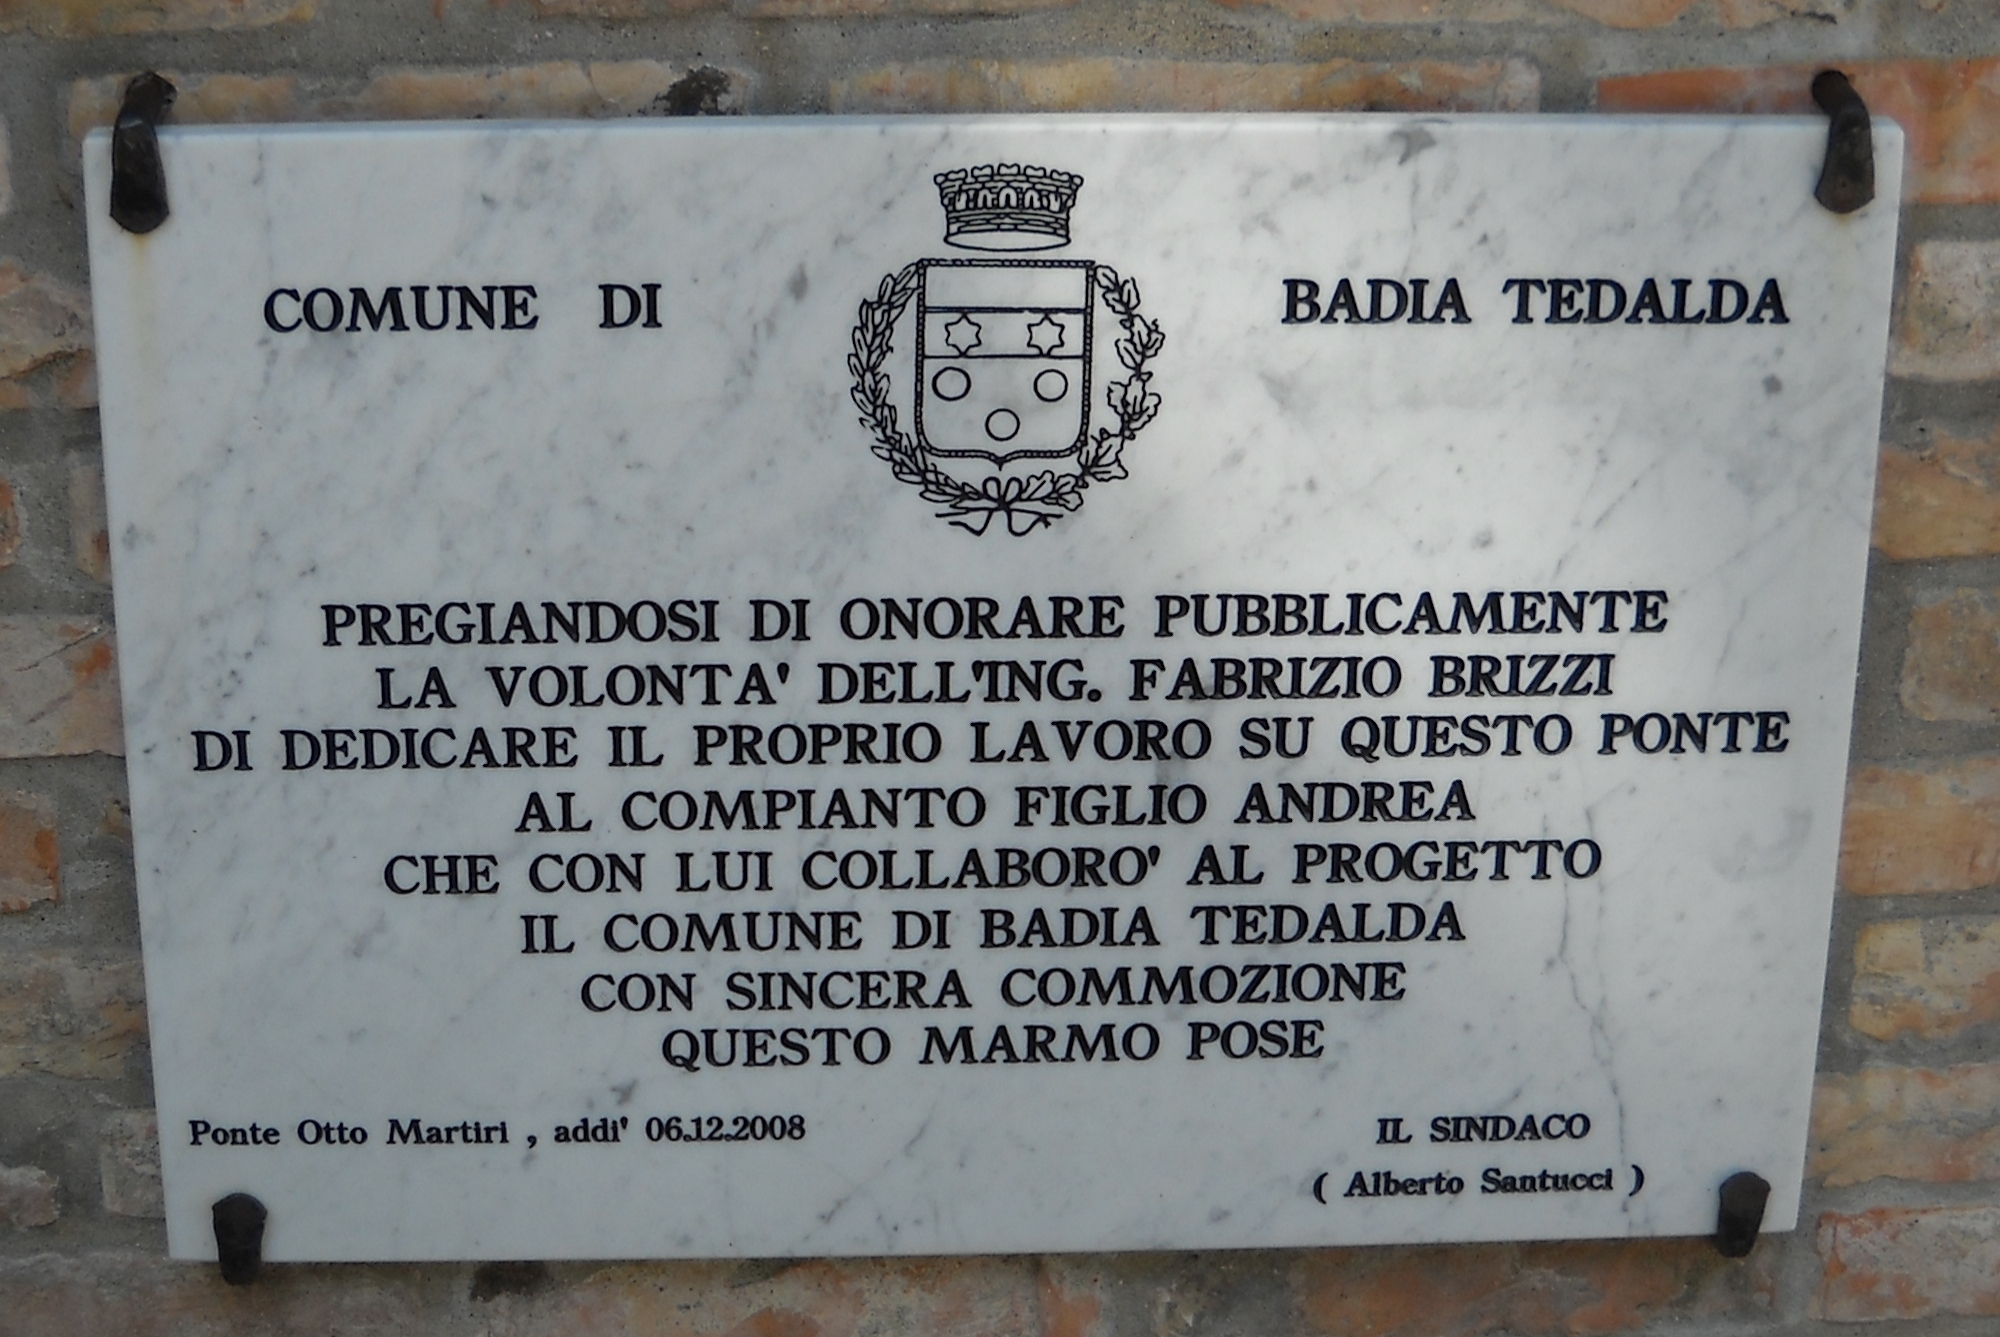 COMUNE DI BADIA TEDALDA
PREGIANDOSI DI ONORARE PUBBLICAMENTE
LA VOLONTA' DELL'ING. FABRIZIO BRIZZI
DI DEDICARE IL PROPRIO LAVORO SU QUESTO PONTE
AL COMPIANTO FIGLIO ANDREA
CHE CON LUI COLLABORO' AL PROGETTO
IL COMUNE DI BADIA TEDALDA
CON SINCERA COMMOZIONE
QUESTO MARMO POSE
Ponte Otto Martiri , addi' 06.12.2008
IL SINDACO
( Alberto Santucci )